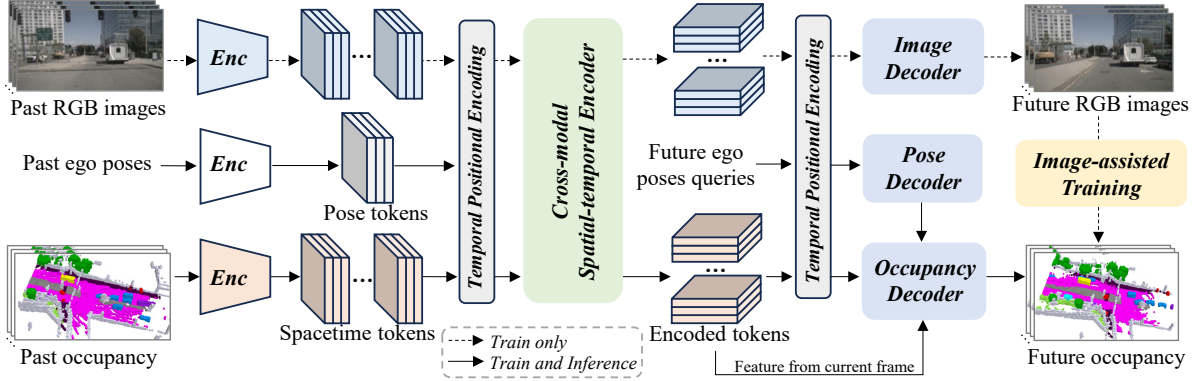 Past RGB images
Enc
...
Temporal Positional Encoding
Cross-modal
Spatial-temporal Encoder
...
Temporal Positional Encoding
Image
Decoder
Future RGB images
Past ego poses
Enc
Pose tokens
Future ego
poses queries
Pose
Decoder
Image-assisted
Training
Past occupancy
Enc
...
Spacetime tokens
...
Encoded tokens
Occupancy
Decoder
Future occupancy
Train only
Train and Inference
Feature from current frame